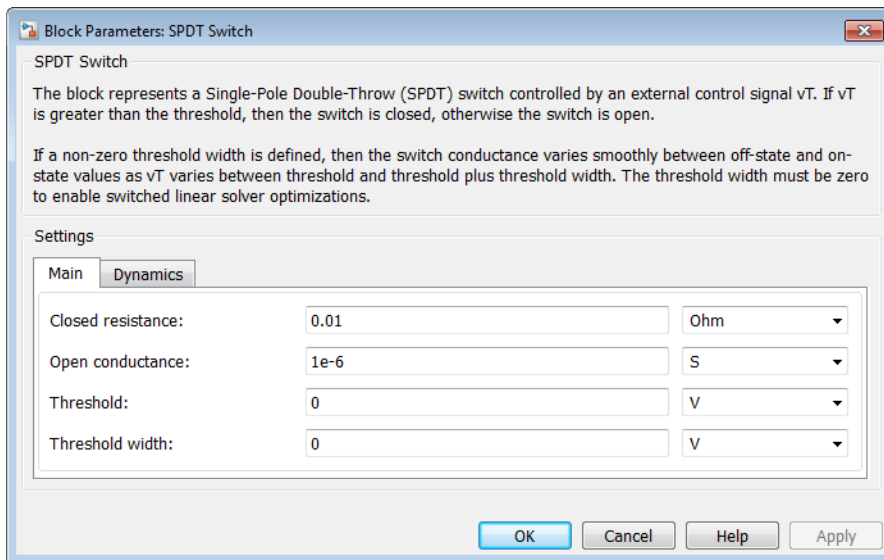 Block Parameters: SPDT Switch
SPDT Switch
The block represents a Single-Pole Double-Throw (SPDT) switch controlled by an external control signal vT. If vT
is greater than the threshold, then the switch is closed, otherwise the switch is open.
If a non-zero threshold width is defined, then the switch conductance varies smoothly between off-state and on-
state values as vT varies between threshold and threshold plus threshold width. The threshold width must be zero
to enable switched linear solver optimizations.
Settings
Main Dynamics
Closed resistance: 0.01 Ohm
Open conductance: 1e-6 S
Threshold: 0 V
Threshold width: 0 V
OK Cancel Help Apply